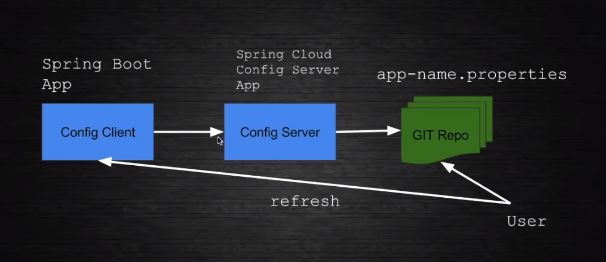 Spring Boot
App
Spring Cloud
Config Server
App
app-name.properties
Config Client
Config Server
GIT Repo
refresh
User